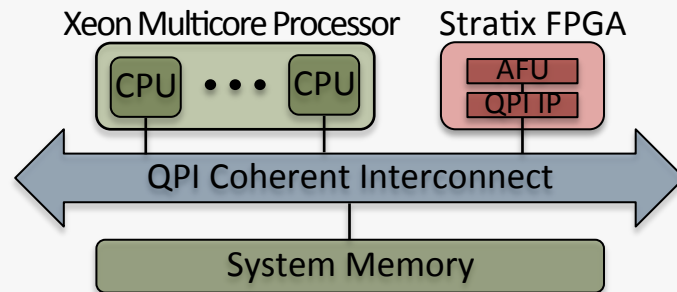 Xeon Multicore Processor
Stratix FPGA
CPU • • • CPU
AFU
QPI IP
QPI Coherent Interconnect
System Memory